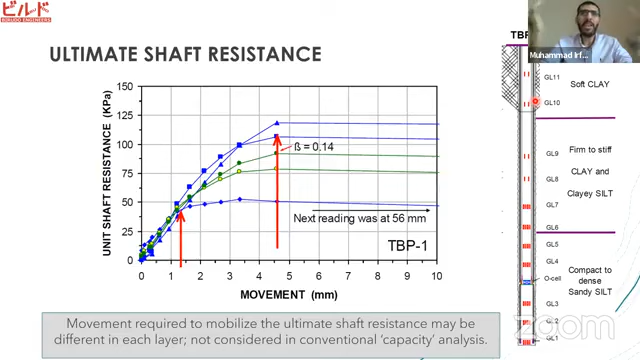 ビルド
BORUDO ENGINEERS
ULTIMATE SHAFT RESISTANCE
UNIT SHAFT RESISTANCE (KPa)
150
125
100
75
50
25
0
0 1 2 3 4 5 6 7 8 9 10
MOVEMENT (mm)
ß = 0.14
Next reading was at 56 mm
TBP-1
Movement required to mobilize the ultimate shaft resistance may be
different in each layer; not considered in conventional 'capacity' analysis.
Muhammad Irf...
GL11
Soft CLAY
GL10
Firm to stiff
GL9
CLAY and
GL8
Clayey SILT
GL7
GL6
GL5
GL4
Compact to
O-cell
dense
Sandy SILT
GL3
GL2
GL1
zoom